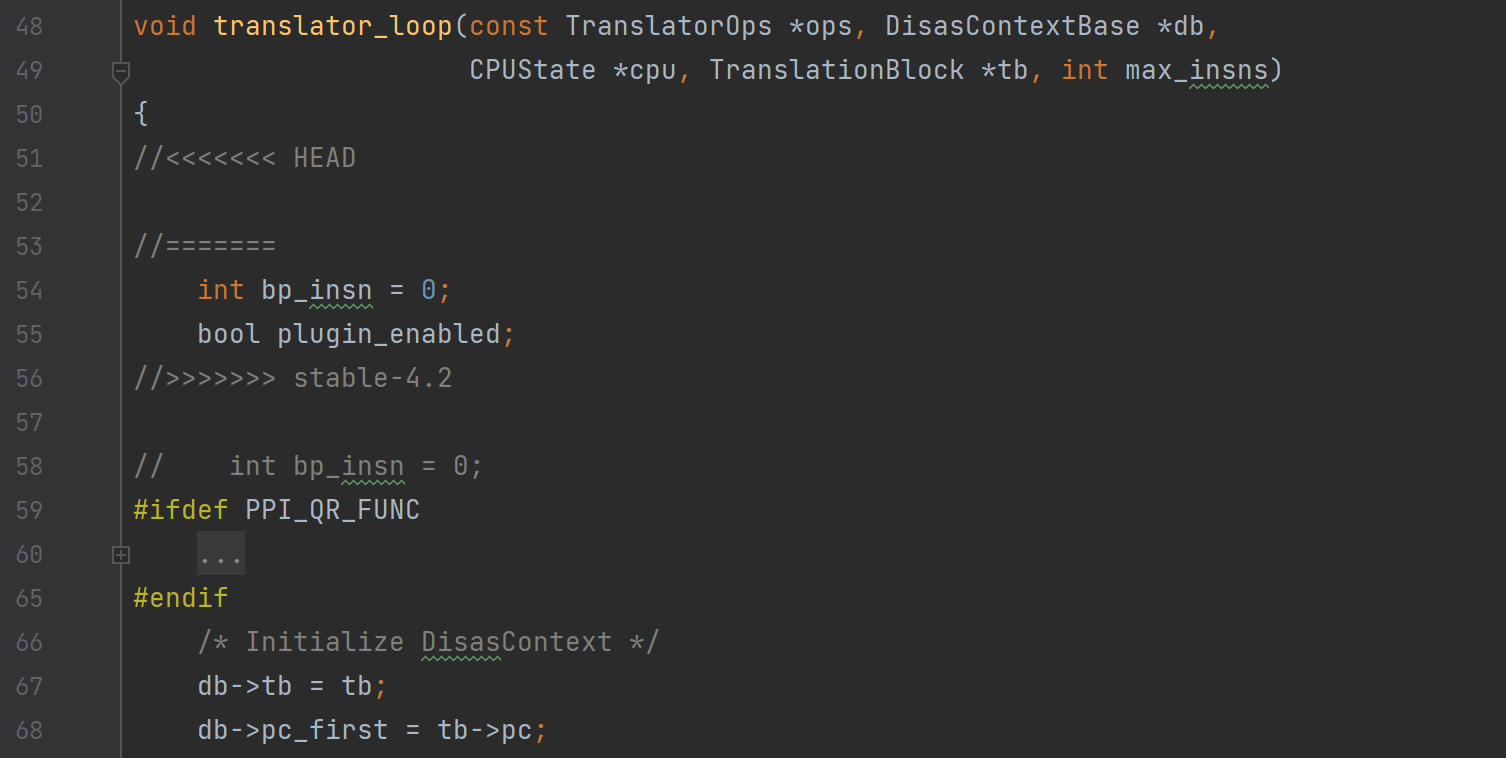 48 void translator_loop(const TranslatorOps *ops, DisasContextBase *db,
49                      CPUState *cpu, TranslationBlock *tb, int max_insns)
50 {
51 //<<<<<<< HEAD
52
53 //=======
54     int bp_insn = 0;
55     bool plugin_enabled;
56 //>>>>>>> stable-4.2
57
58 //    int bp_insn = 0;
59 #ifdef PPI_QR_FUNC
60     ...
65 #endif
66     /* Initialize DisasContext */
67     db->tb = tb;
68     db->pc_first = tb->pc;